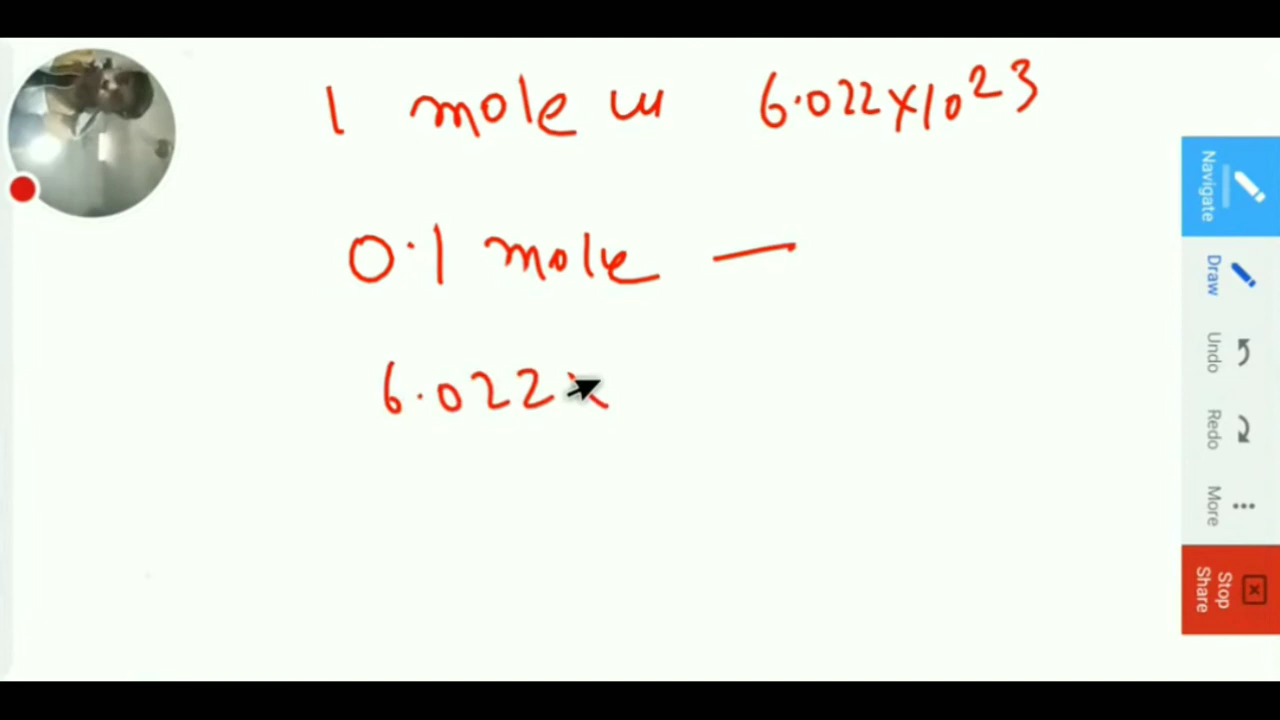 1 mole 6.022×10²³
0.1 mole —
6.022×
Navigate
Draw
Undo
Redo
More
Stop
Share